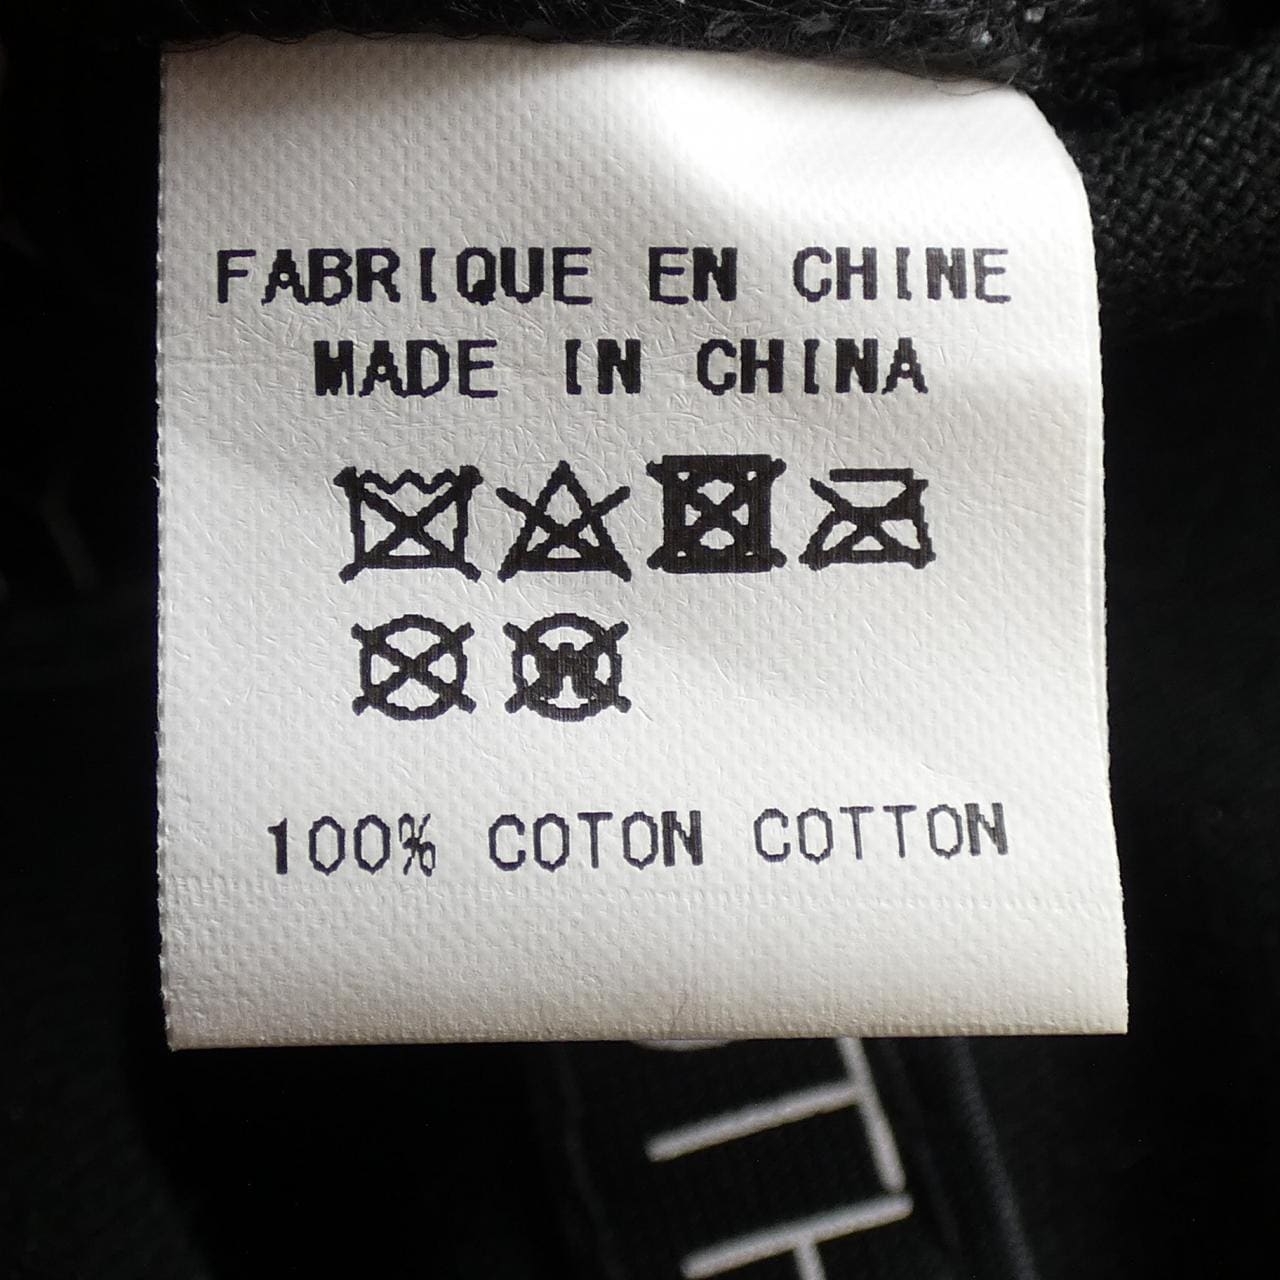 FABRIQUE EN CHINE
MADE IN CHINA
100% COTON COTTON